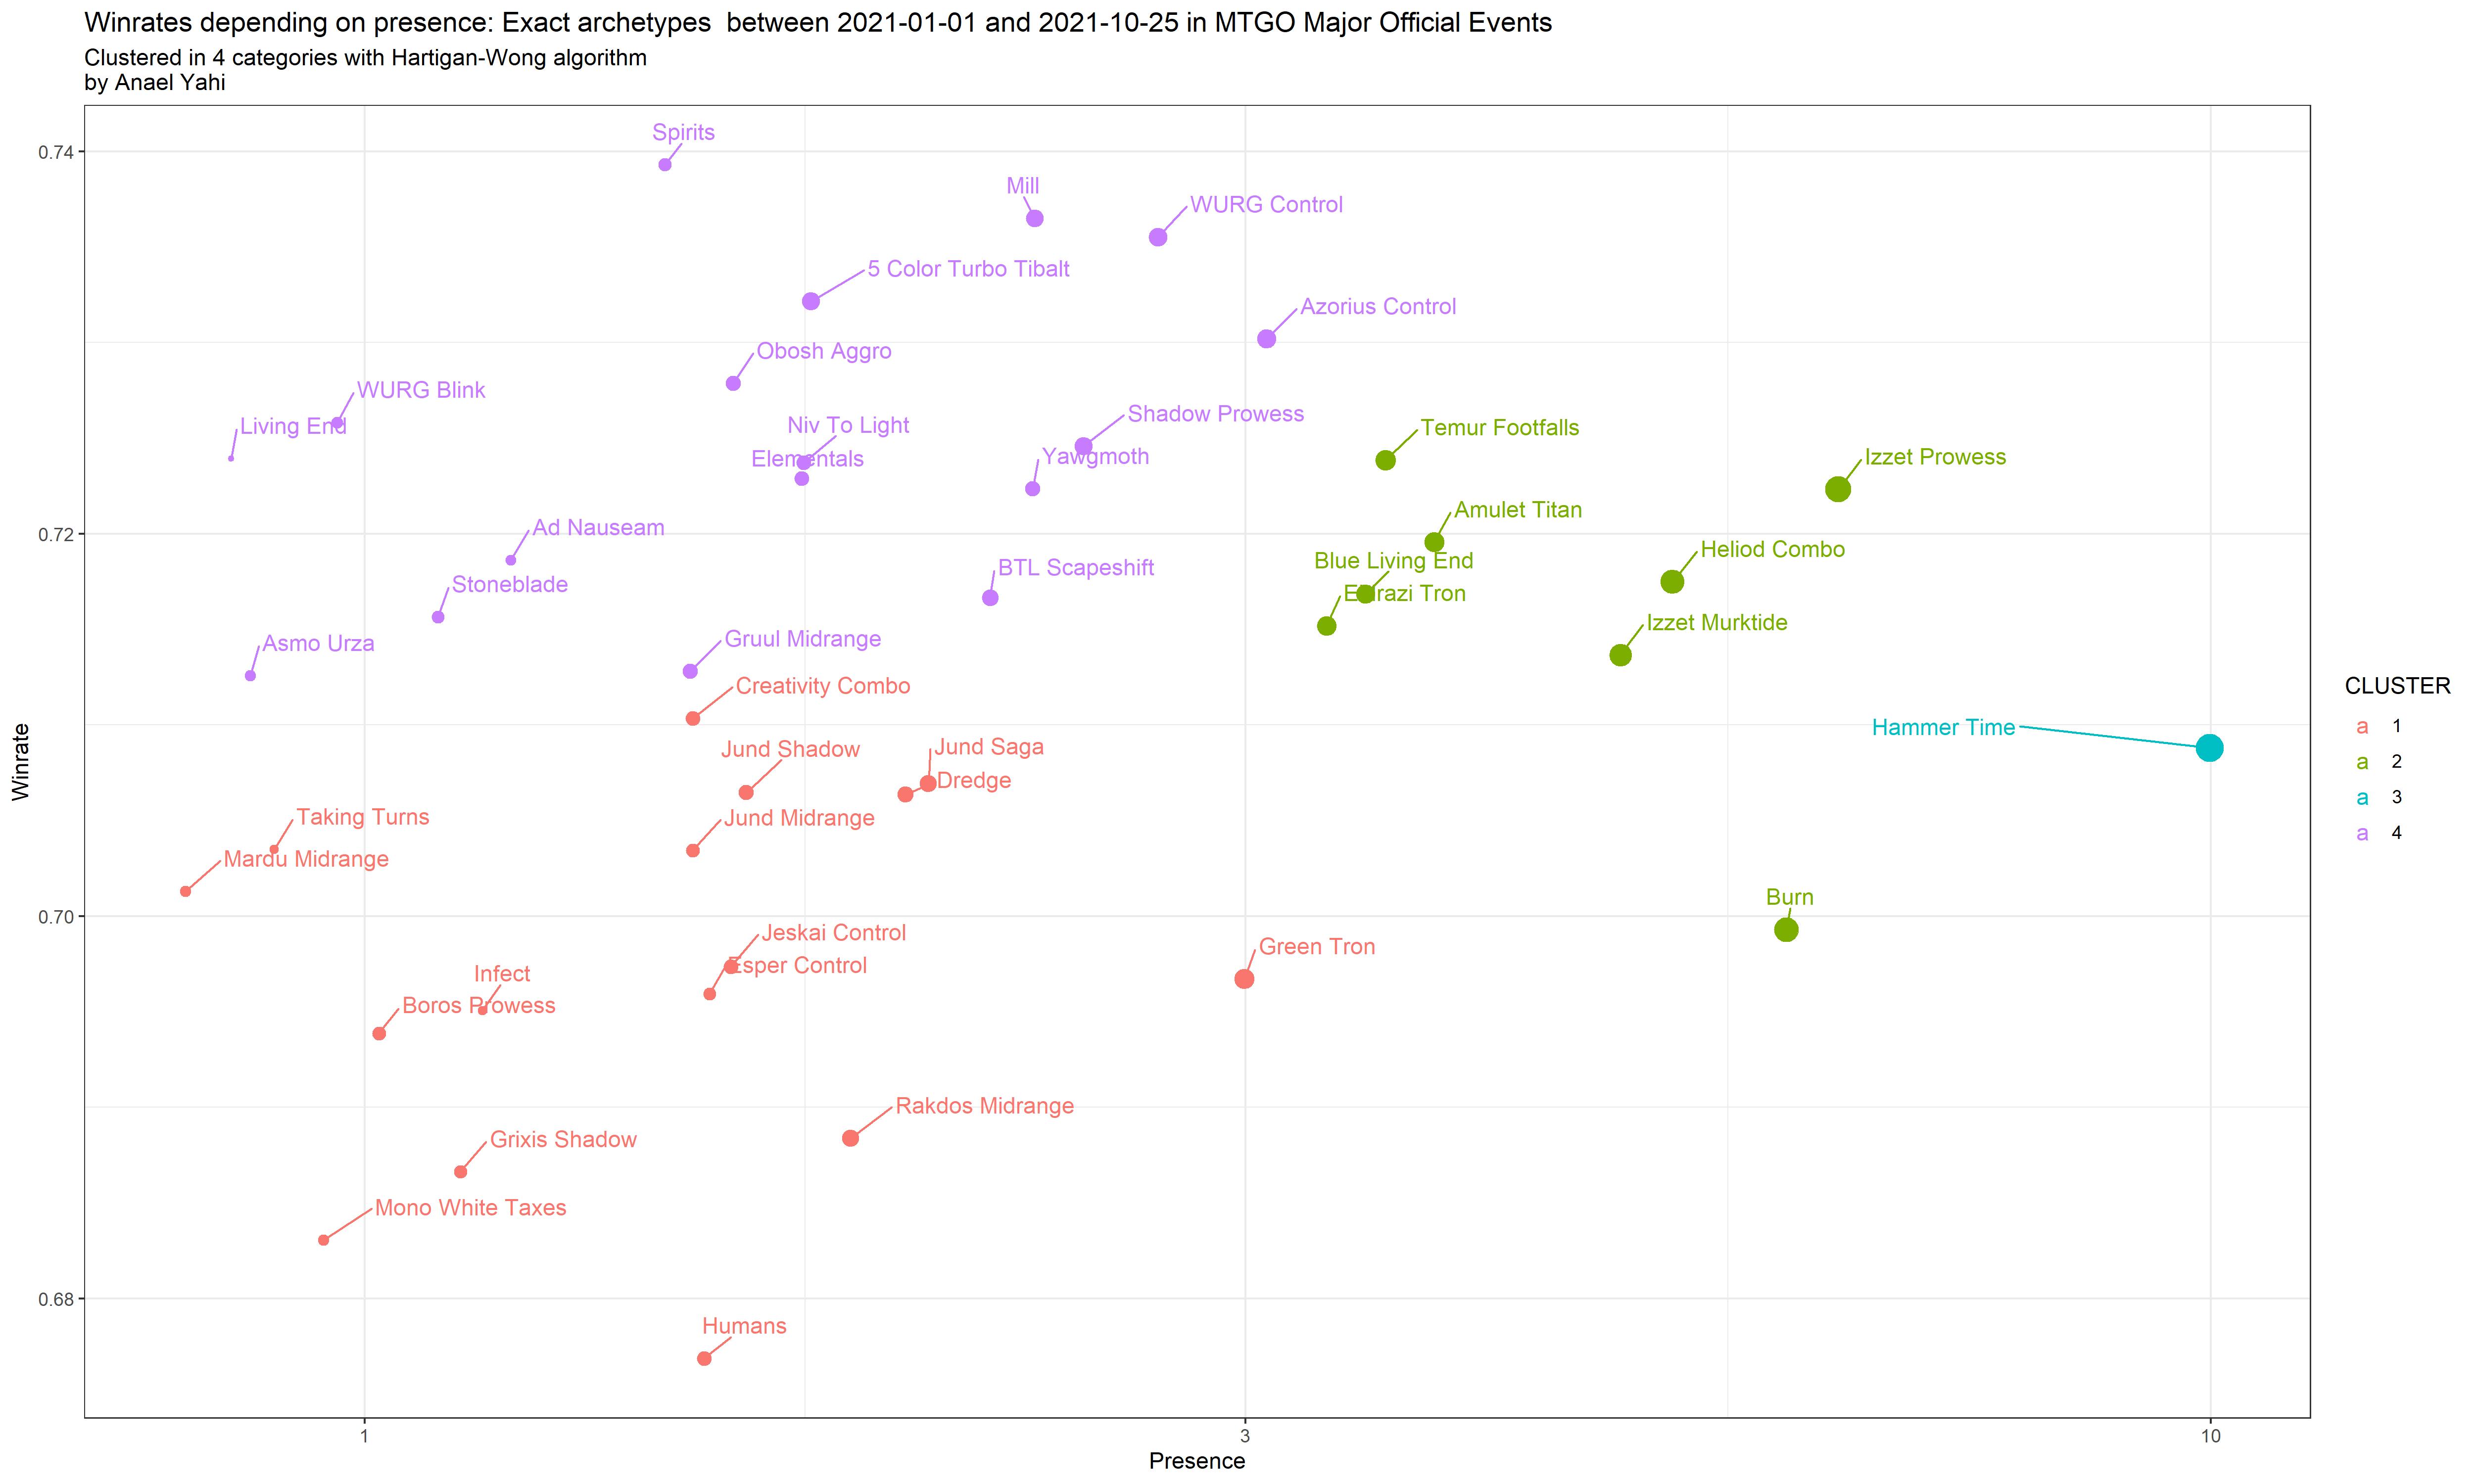 Winrates depending on presence: Exact archetypes  between 2021-01-01 and 2021-10-25 in MTGO Major Official Events
Clustered in 4 categories with Hartigan-Wong algorithm
by Anael Yahi
Spirits
0.74
Mill
WURG Control
5 Color Turbo Tibalt
Azorius Control
Obosh Aggro
WURG Blink
Living End
Niv To Light
Shadow Prowess
Temur Footfalls
Elementals
Yawgmoth
Izzet Prowess
Amulet Titan
Ad Nauseam
0.72
Heliod Combo
Blue Living End
BTL Scapeshift
Stoneblade
Eldrazi Tron
Izzet Murktide
Gruul Midrange
Asmo Urza
Creativity Combo
CLUSTER
a 1
a 2
a 3
a 4
Hammer Time
Jund Shadow
Jund Saga
Dredge
Winrate
Taking Turns
Jund Midrange
Mardu Midrange
Burn
0.70
Jeskai Control
Green Tron
Esper Control
Infect
Boros Prowess
Rakdos Midrange
Grixis Shadow
Mono White Taxes
0.68
Humans
1
3
10
Presence